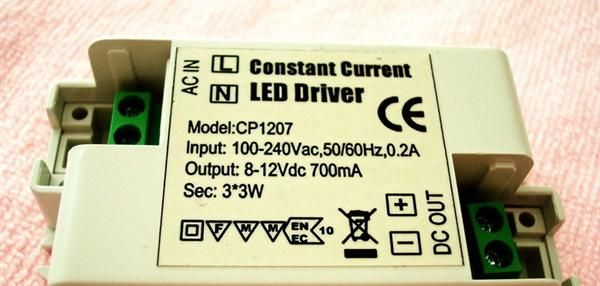 AC IN
L
N
Constant Current
LED Driver
CE
Model:CP1207
Input: 100-240Vac,50/60Hz,0.2A
Output: 8-12Vdc 700mA
Sec: 3*3W
F M M EN EC 10
+
-
DC OUT